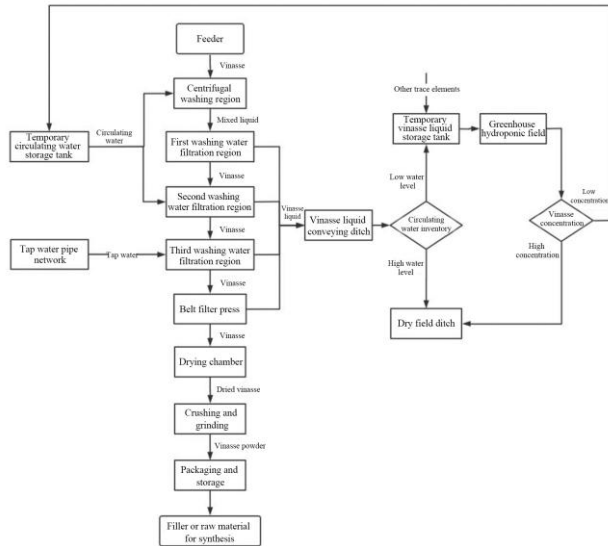 Feeder
Vinasse
Centrifugal
washing region
Mixed liquid
First washing water
filtration region
Vinasse
Second washing
water filtration region
Vinasse
Third washing water
filtration region
Vinasse
Belt filter press
Vinasse
Drying chamber
Dried vinasse
Crushing and
grinding
Vinasse powder
Packaging and
storage
Filler or raw material
for synthesis
Temporary
circulating water
storage tank
Circulating
water
Tap water pipe
network
Tap water
Vinasse
liquid
Vinasse liquid
conveying ditch
Other trace elements
Temporary
vinasse liquid
storage tank
Greenhouse
hydroponic field
Low water
level
Circulating
water inventory
High water
level
Low
concentration
Vinasse
concentration
High
concentration
Dry field ditch